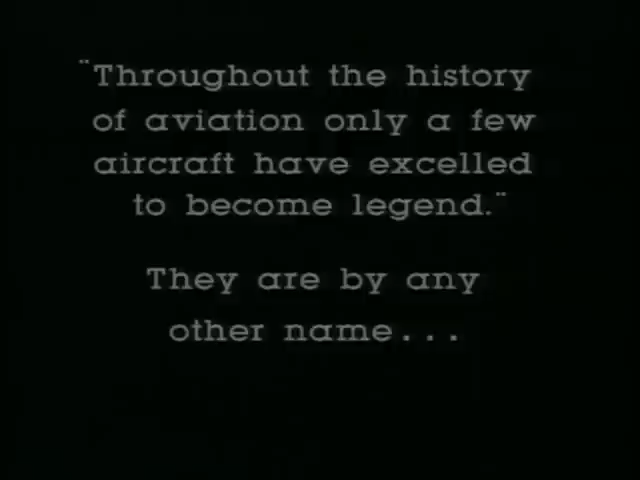 "Throughout the history
of aviation only a few
aircraft have excelled
to become legend."
They are by any
other name...